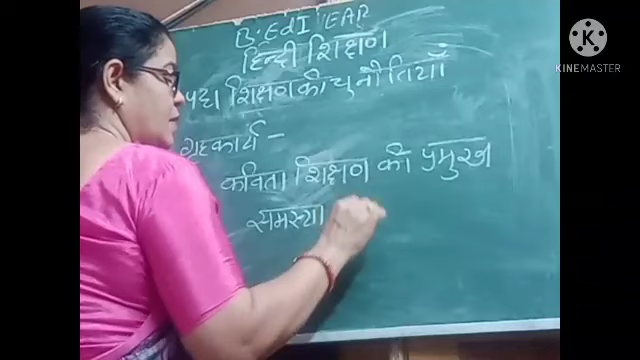 B.Ed I YEAR
हिन्दी शिक्षण
पद्य शिक्षण की चुनौतियाँ
गृहकार्य –
कविता शिक्षण की प्रमुख
समस्या
KINEMASTER